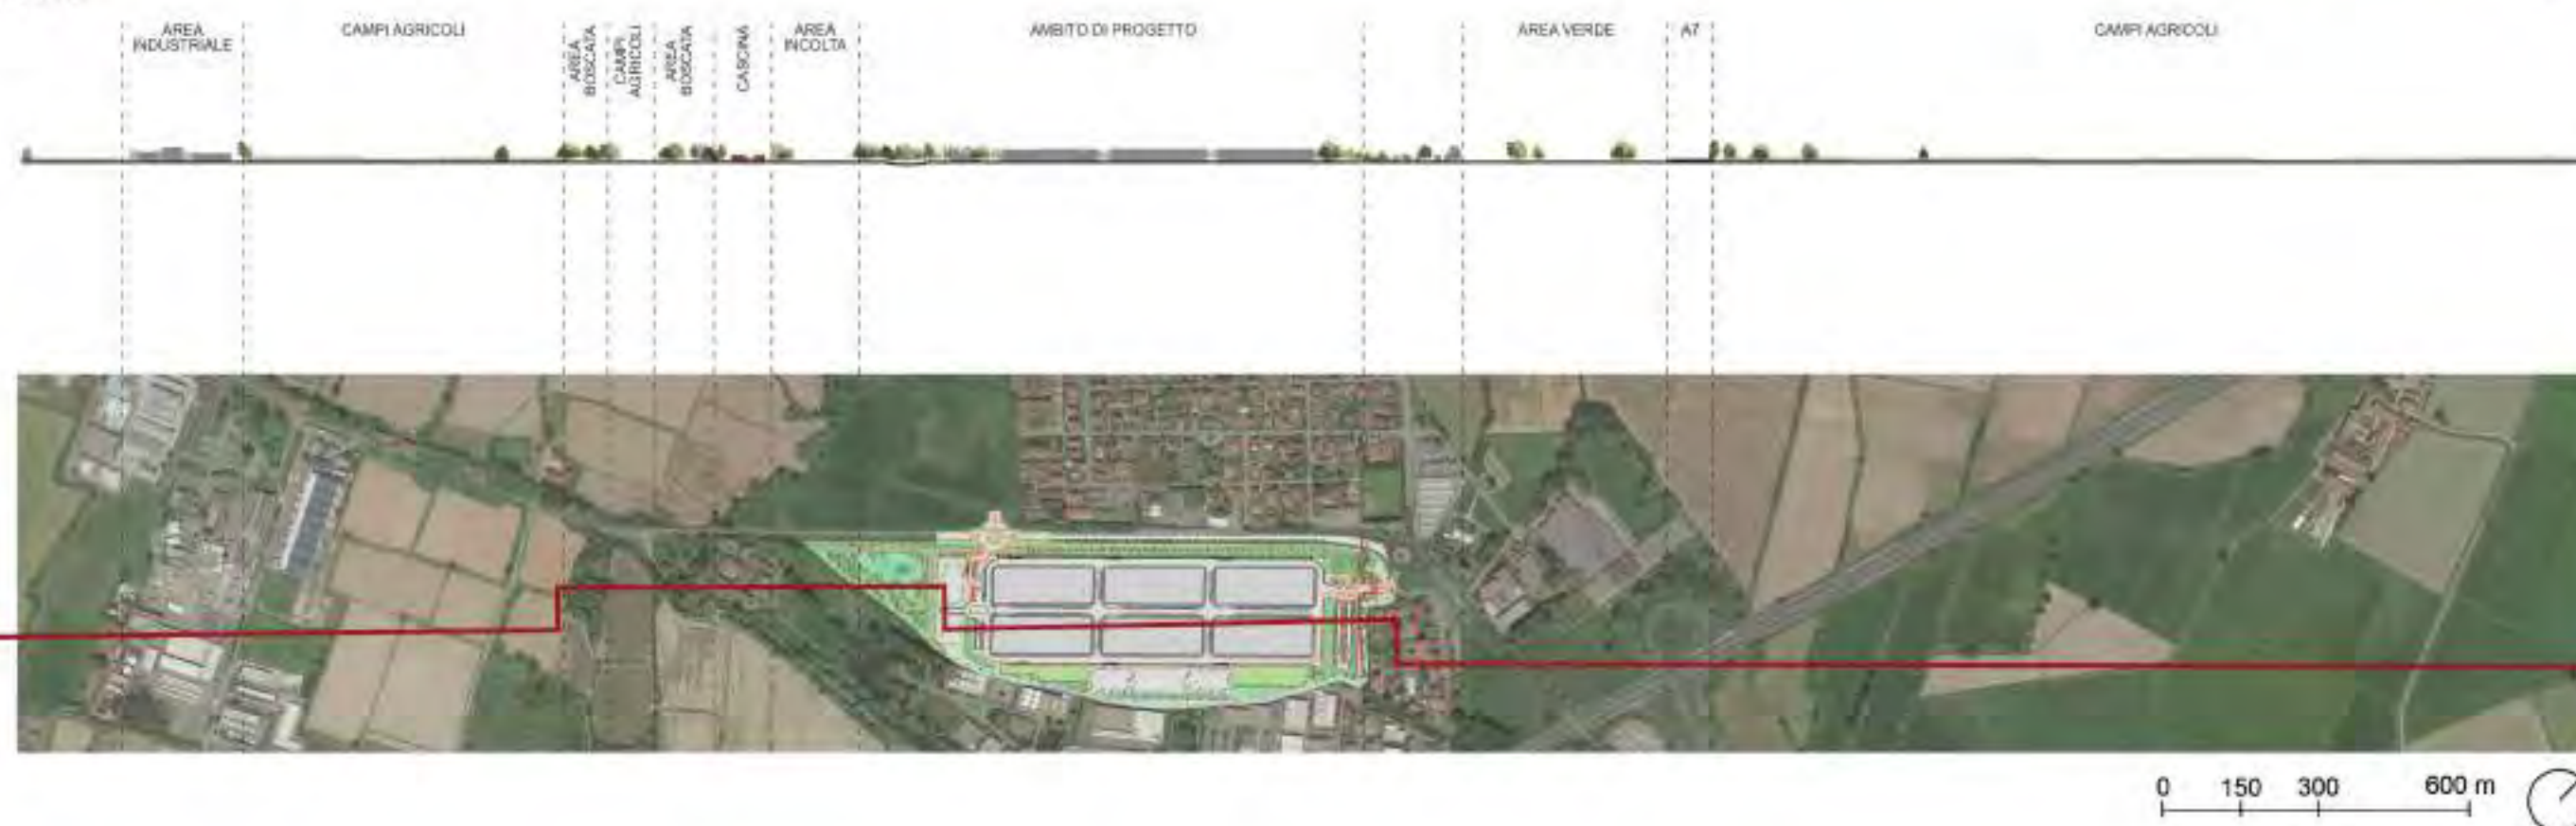 AREA
INDUSTRIALE
CAMPI AGRICOLI
AREA
BOSCATA
CAMPI
AGRICOLI
AREA
BOSCATA
CASCINA
AREA
INCOLTA
AMBITO DI PROGETTO
AREA VERDE
A7
CAMPI AGRICOLI
0 150 300 600 m